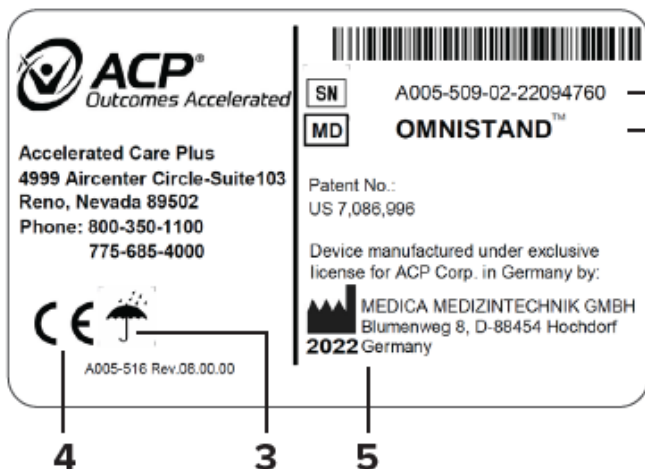 ACP®
Outcomes Accelerated
Accelerated Care Plus
4999 Aircenter Circle-Suite103
Reno, Nevada 89502
Phone: 800-350-1100
775-685-4000
CE
A005-516 Rev.08.00.00
SN A005-509-02-22094760
MD OMNISTAND™
Patent No.:
US 7,086,996
Device manufactured under exclusive
license for ACP Corp. in Germany by:
MEDICA MEDIZINTECHNIK GMBH
Blumenweg 8, D-88454 Hochdorf
2022 Germany
4 3 5